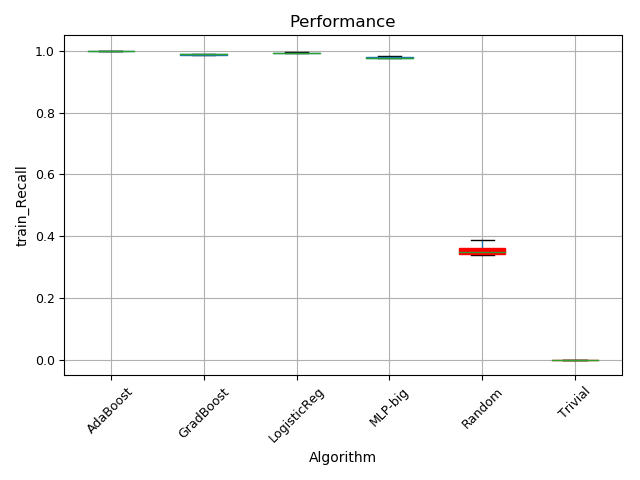 Performance
1.0
0.8
0.6
0.4
0.2
0.0
train_Recall
AdaBoost
GradBoost
LogisticReg
MLP-big
Random
Trivial
Algorithm